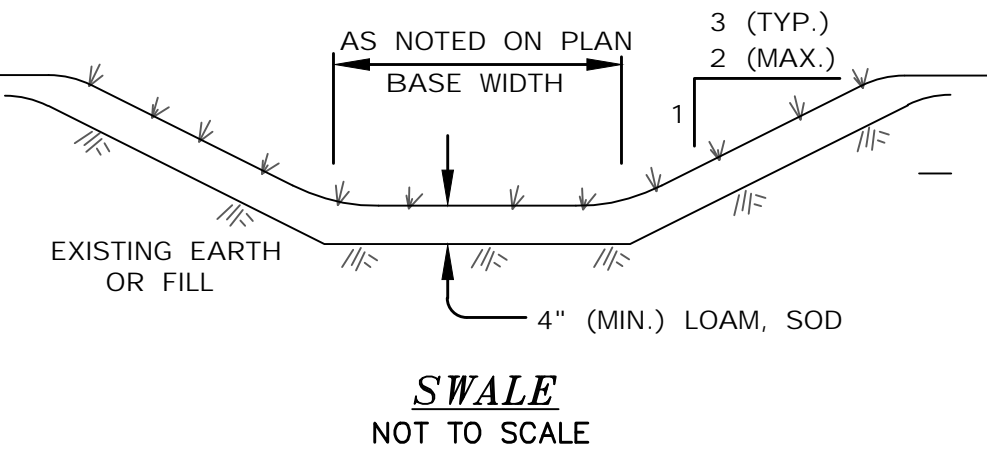 3 (TYP.)
2 (MAX.)
AS NOTED ON PLAN
BASE WIDTH
1
EXISTING EARTH
OR FILL
4" (MIN.) LOAM, SOD
SWALE
NOT TO SCALE